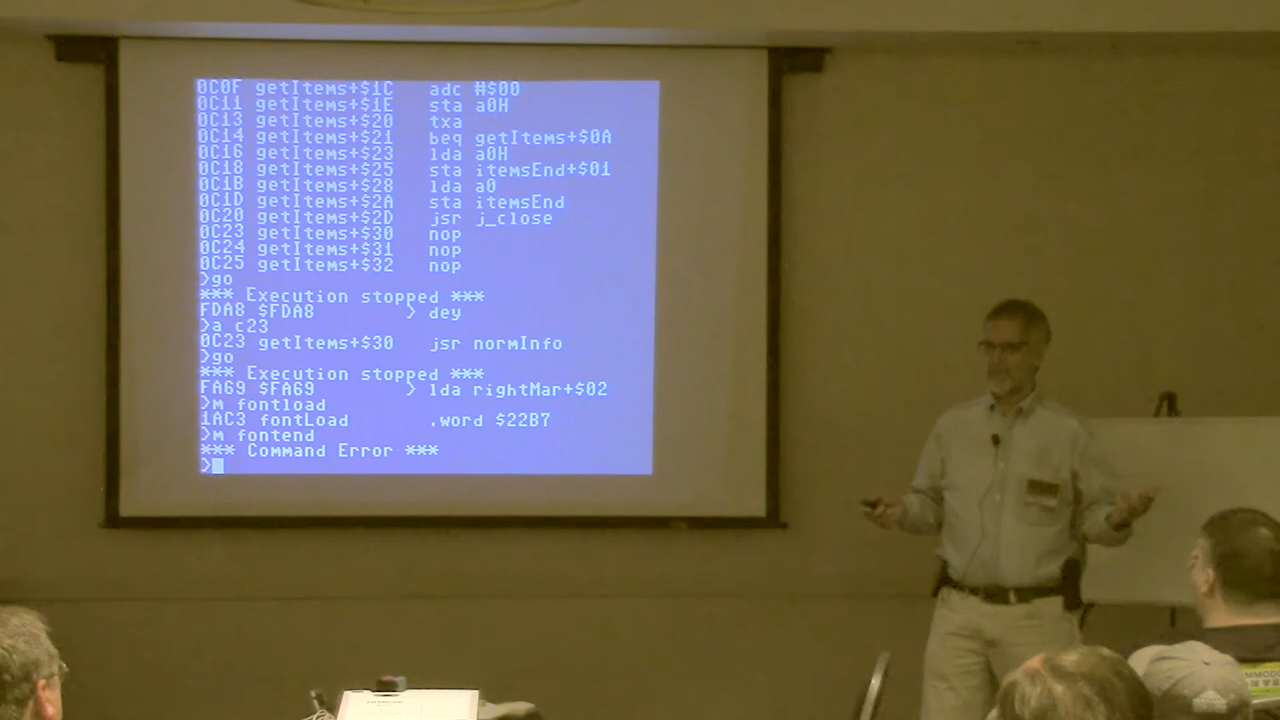 0C0F getItems+$1C adc #$00
0C11 getItems+$1E sta a0H
0C13 getItems+$20 txa
0C14 getItems+$21 beq getItems+$0A
0C16 getItems+$23 lda a0H
0C18 getItems+$25 sta itemsEnd+$01
0C1B getItems+$28 lda a0
0C1D getItems+$2A sta itemsEnd
0C20 getItems+$2D jsr j_close
0C23 getItems+$30 nop
0C24 getItems+$31 nop
0C25 getItems+$32 nop
>go
*** Execution stopped ***
FDA8 $FDA8 > dey
>a c23
0C23 getItems+$30 jsr normInfo
>go
*** Execution stopped ***
FA69 $FA69 > lda rightMar+$02
>m fontload
1AC3 fontLoad .word $22B7
>m fontend
*** Command Error ***
>